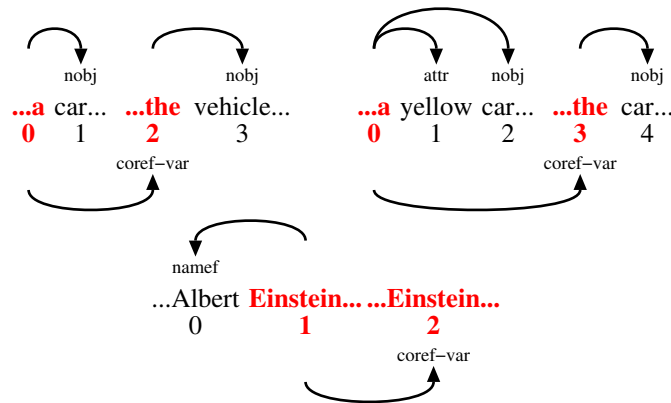 nobj nobj attr nobj nobj
...a car... ...the vehicle... ...a yellow car... ...the car...
0 1 2 3 0 1 2 3 4
coref-var coref-var
namef
...Albert Einstein... ...Einstein...
0 1 2
coref-var